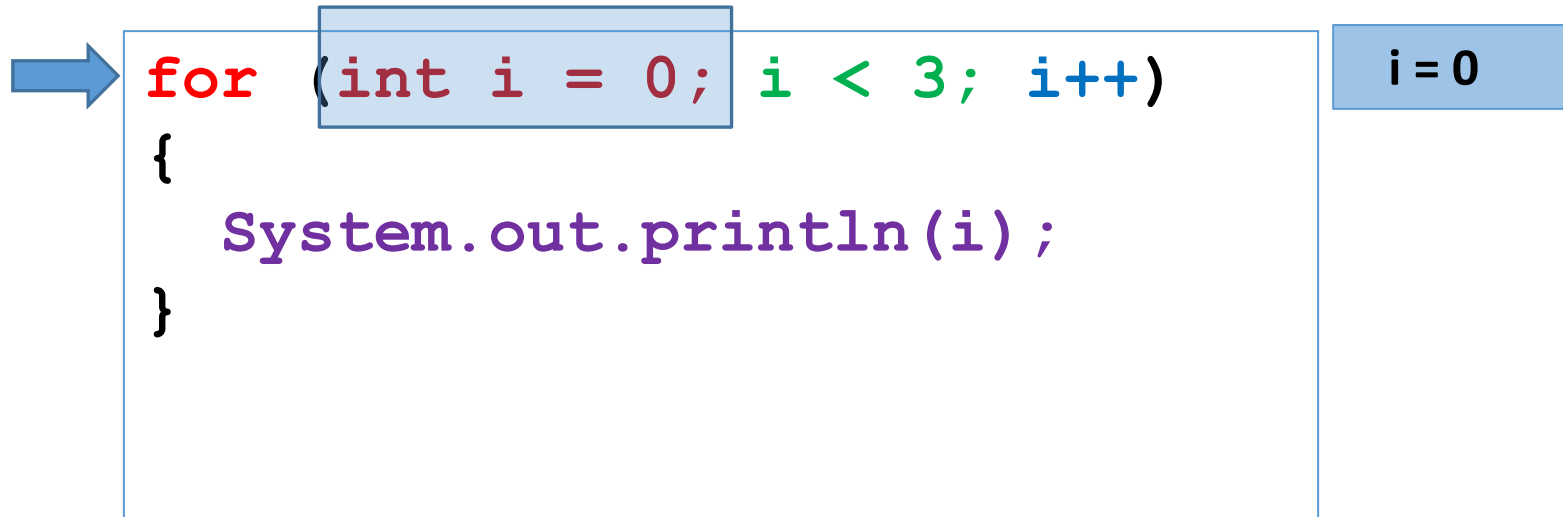 for (int i = 0; i < 3; i++)
i = 0
{
System.out.println(i);
}